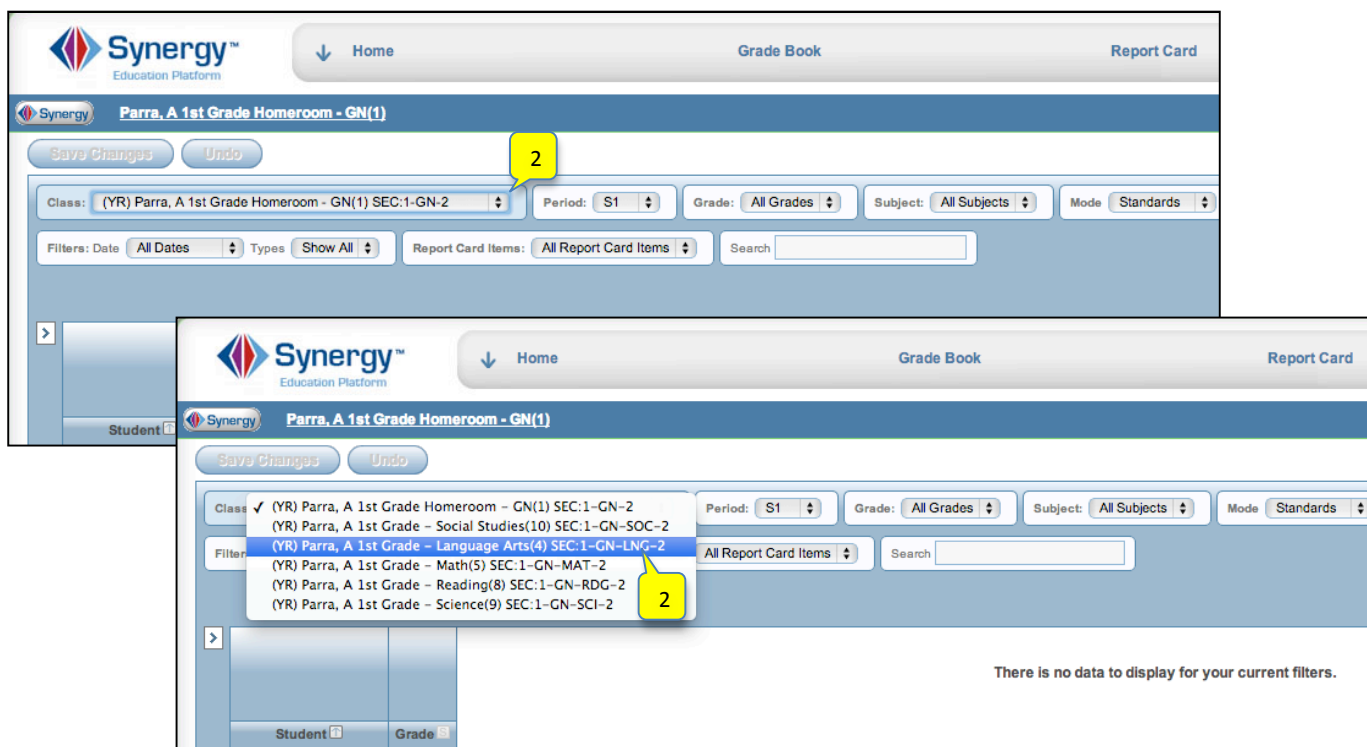 Synergy™
Education Platform
Home Grade Book Report Card
Synergy Parra, A 1st Grade Homeroom - GN(1)
Save Changes Undo
2
Class: (YR) Parra, A 1st Grade Homeroom - GN(1) SEC:1-GN-2 Period: S1 Grade: All Grades Subject: All Subjects Mode Standards
Filters: Date All Dates Types Show All Report Card Items: All Report Card Items Search
Student
Synergy™
Education Platform
Home Grade Book Report Card
Synergy Parra, A 1st Grade Homeroom - GN(1)
Save Changes Undo
Class ✓ (YR) Parra, A 1st Grade Homeroom - GN(1) SEC:1-GN-2 Period: S1 Grade: All Grades Subject: All Subjects Mode Standards
(YR) Parra, A 1st Grade - Social Studies(10) SEC:1-GN-SOC-2
Filter (YR) Parra, A 1st Grade - Language Arts(4) SEC:1-GN-LNG-2 All Report Card Items Search
(YR) Parra, A 1st Grade - Math(5) SEC:1-GN-MAT-2
(YR) Parra, A 1st Grade - Reading(8) SEC:1-GN-RDG-2
(YR) Parra, A 1st Grade - Science(9) SEC:1-GN-SCI-2
2
There is no data to display for your current filters.
Student Grade